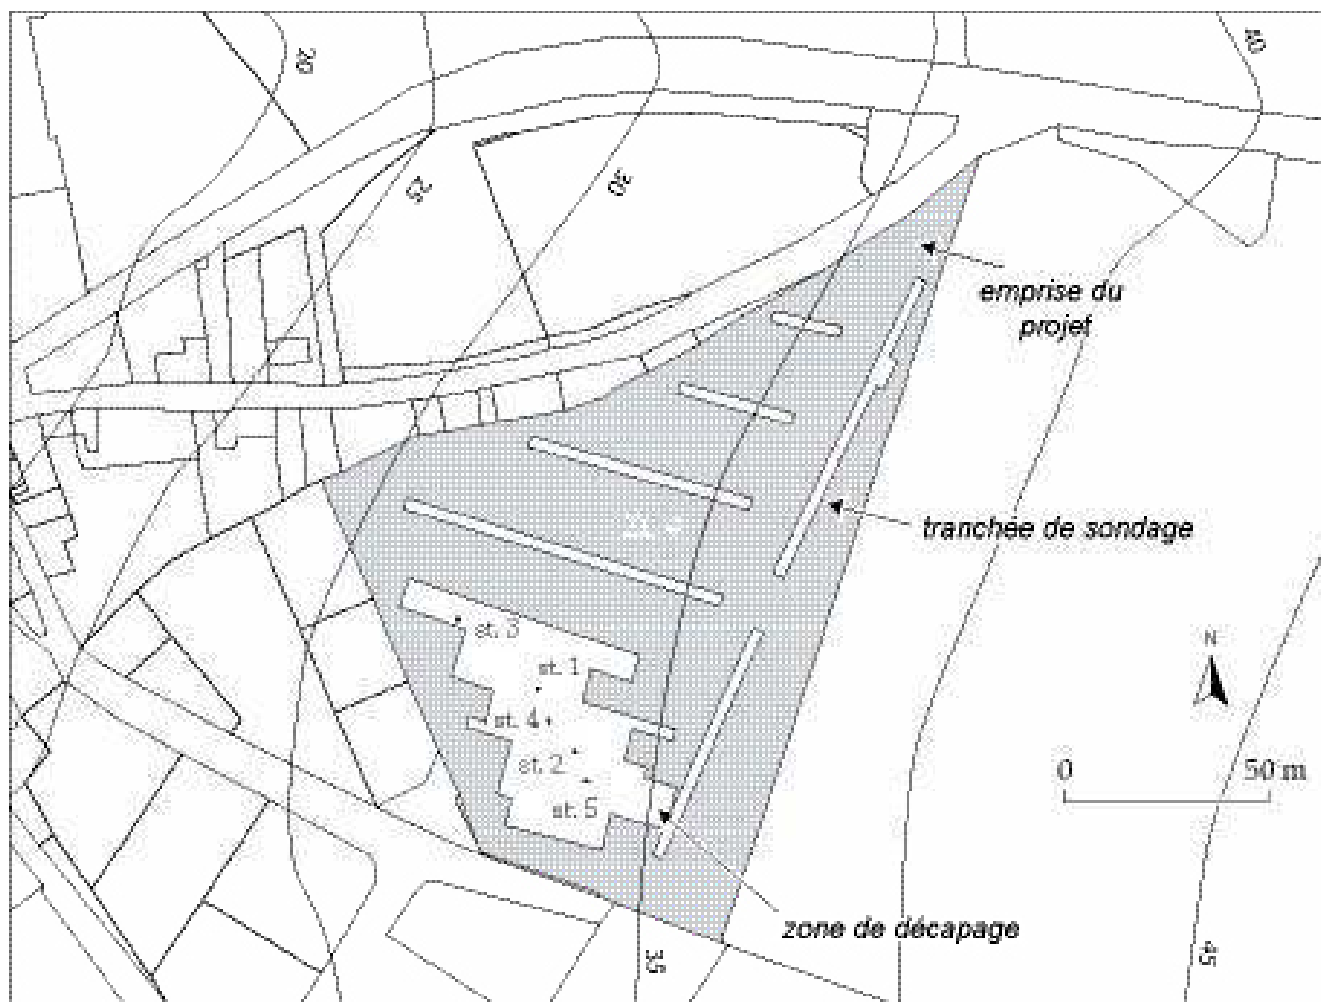 20
40
25
30
emprise du
projet
tranchée de sondage
st. 3
st. 1
st. 4
st. 2
st. 5
N
0 50 m
zone de décapage
35
45